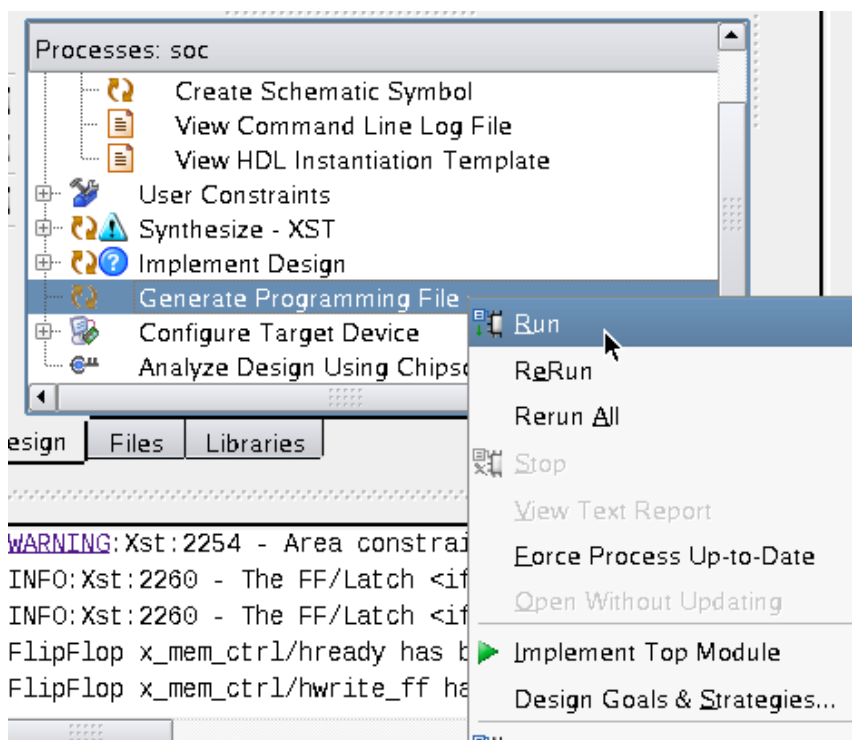 Processes: soc
Create Schematic Symbol
View Command Line Log File
View HDL Instantiation Template
User Constraints
Synthesize - XST
Implement Design
Generate Programming File
Configure Target Device
Analyze Design Using Chipsc
Run
ReRun
Rerun All
Stop
View Text Report
Force Process Up-to-Date
Open Without Updating
Implement Top Module
Design Goals & Strategies...
esign Files Libraries
WARNING:Xst:2254 - Area constrai
INFO:Xst:2260 - The FF/Latch <if
INFO:Xst:2260 - The FF/Latch <if
FlipFlop x_mem_ctrl/hready has b
FlipFlop x_mem_ctrl/hwrite_ff ha